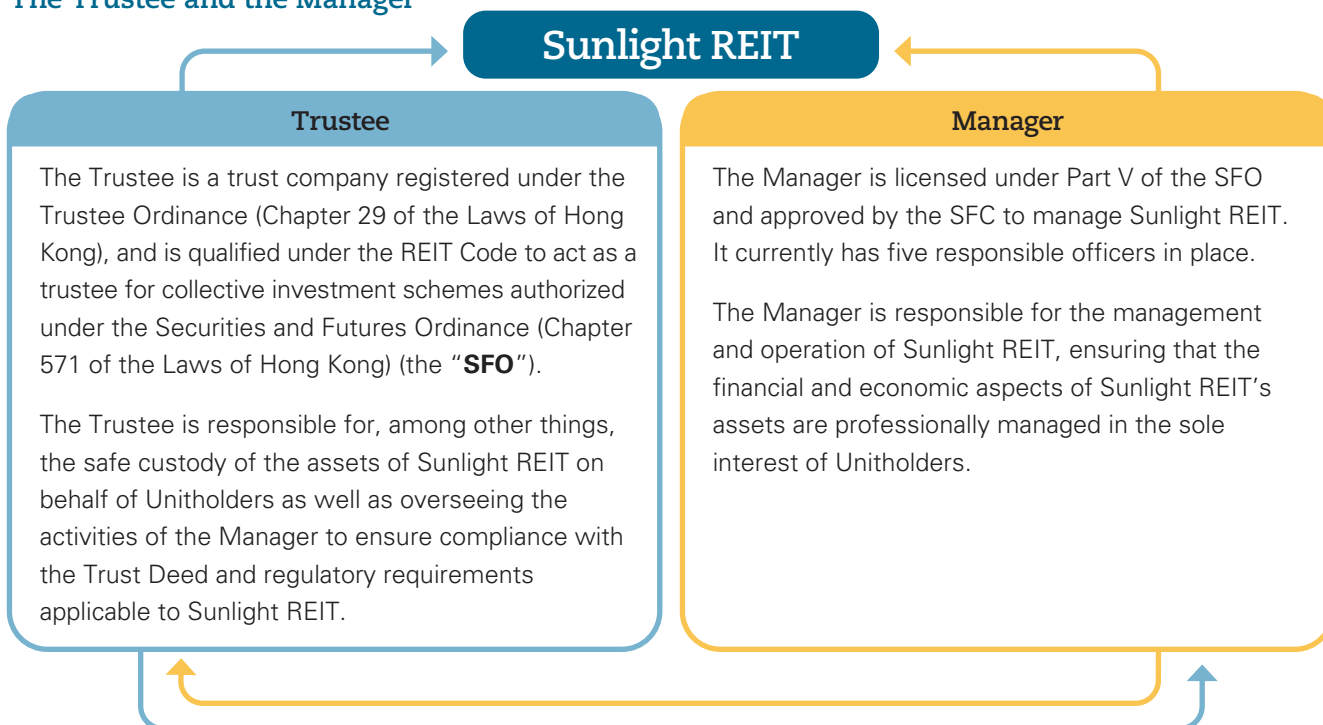 The Trustee and the Manager
Sunlight REIT
Trustee
The Trustee is a trust company registered under the
Trustee Ordinance (Chapter 29 of the Laws of Hong
Kong), and is qualified under the REIT Code to act as a
trustee for collective investment schemes authorized
under the Securities and Futures Ordinance (Chapter
571 of the Laws of Hong Kong) (the “SFO”).
The Trustee is responsible for, among other things,
the safe custody of the assets of Sunlight REIT on
behalf of Unitholders as well as overseeing the
activities of the Manager to ensure compliance with
the Trust Deed and regulatory requirements
applicable to Sunlight REIT.
Manager
The Manager is licensed under Part V of the SFO
and approved by the SFC to manage Sunlight REIT.
It currently has five responsible officers in place.
The Manager is responsible for the management
and operation of Sunlight REIT, ensuring that the
financial and economic aspects of Sunlight REIT’s
assets are professionally managed in the sole
interest of Unitholders.